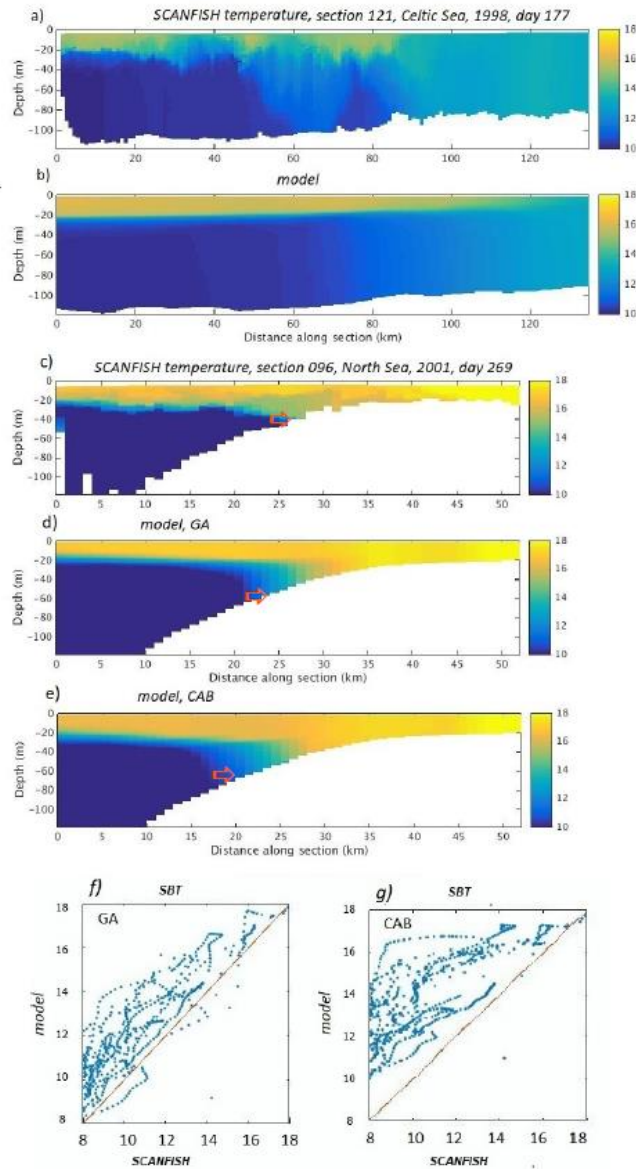 a) SCANFISH temperature, section 121, Celtic Sea, 1998, day 177
Depth (m)
0
-20
-40
-60
-80
-100
0 20 40 60 80 100 120
18
16
14
12
10
b) model
Depth (m)
0
-20
-40
-60
-80
-100
0 20 40 60 80 100 120
Distance along section (km)
18
16
14
12
10
c) SCANFISH temperature, section 096, North Sea, 2001, day 269
Depth (m)
0
-20
-40
-60
-80
-100
0 5 10 15 20 25 30 35 40 45 50
18
16
14
12
10
d) model, GA
Depth (m)
0
-20
-40
-60
-80
-100
0 5 10 15 20 25 30 35 40 45 50
Distance along section (km)
18
16
14
12
10
e) model, CAB
Depth (m)
0
-20
-40
-60
-80
-100
0 5 10 15 20 25 30 35 40 45 50
Distance along section (km)
18
16
14
12
10
f) SBT
GA
model
18
16
14
12
10
8
8 10 12 14 16 18
SCANFISH
g) SBT
CAB
model
18
16
14
12
10
8
8 10 12 14 16 18
SCANFISH